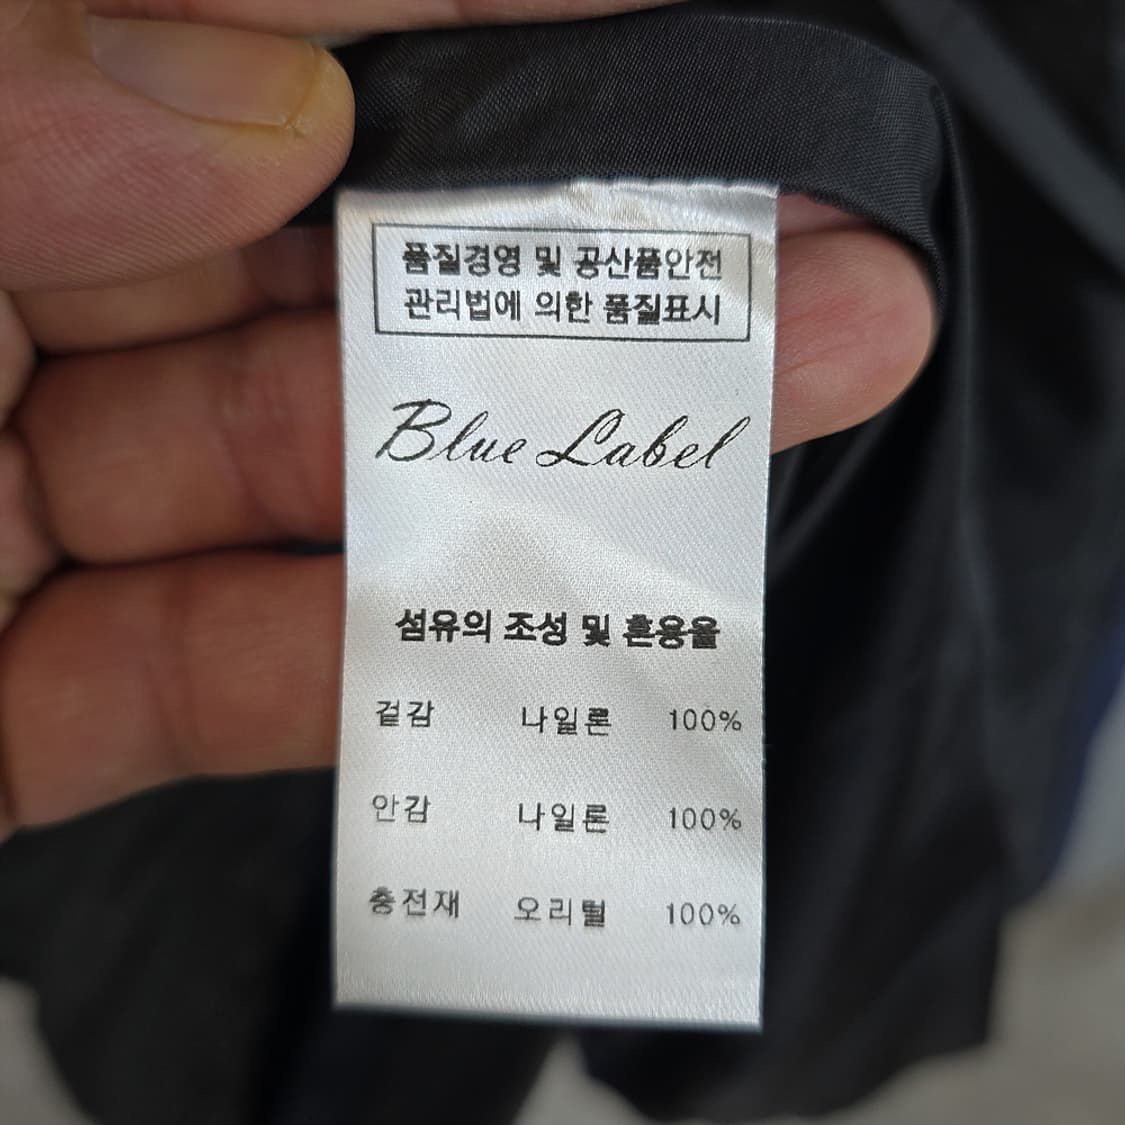 품질경영 및 공산품안전
관리법에 의한 품질표시
Blue Label
섬유의 조성 및 혼용율
겉감 나일론 100%
안감 나일론 100%
충전재 오리털 100%